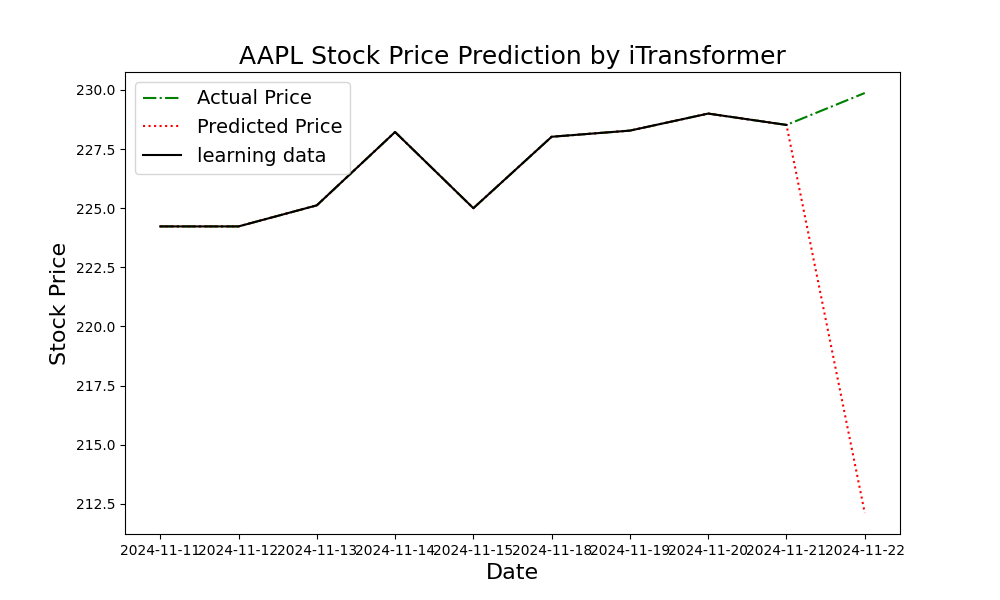 AAPL Stock Price Prediction by iTransformer
Actual Price
Predicted Price
learning data
230.0
227.5
225.0
222.5
220.0
217.5
215.0
212.5
Stock Price
2024-11-11 2024-11-12 2024-11-13 2024-11-14 2024-11-15 2024-11-18 2024-11-19 2024-11-20 2024-11-21 2024-11-22
Date